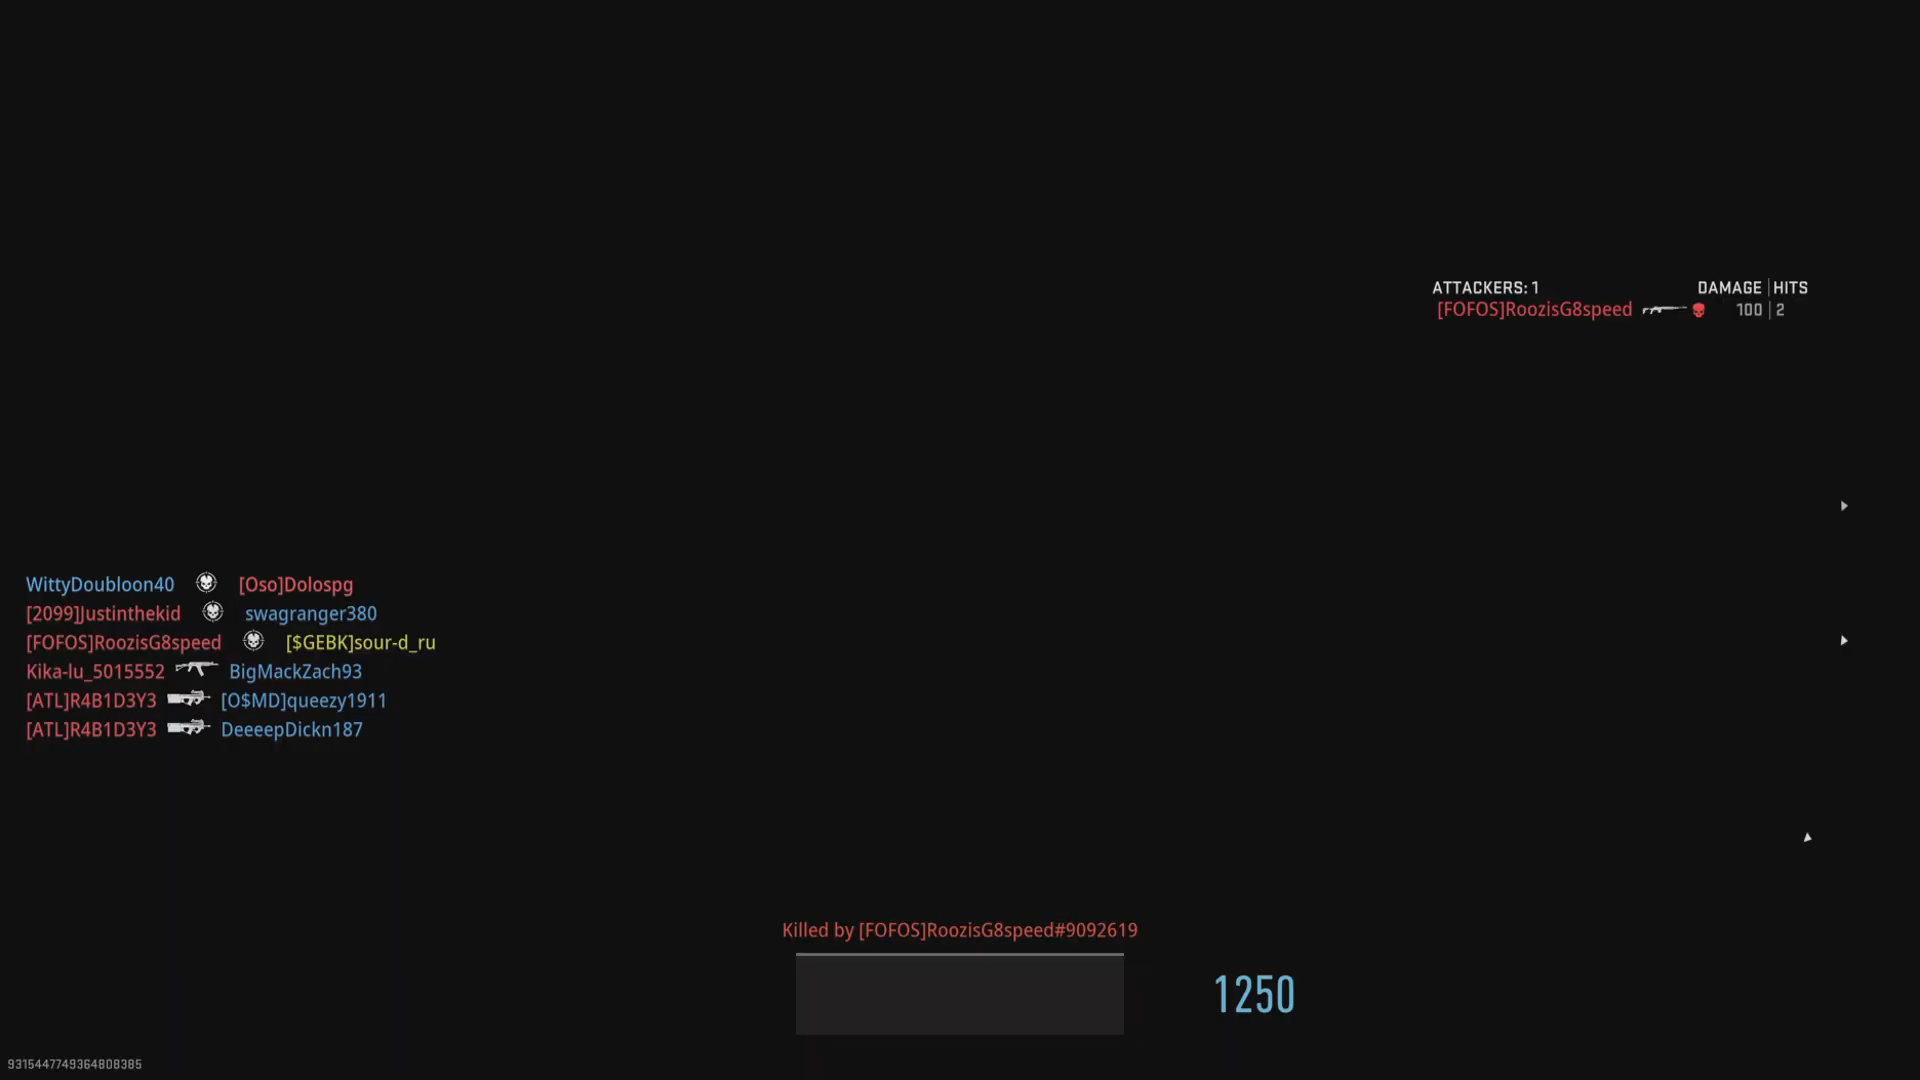 ATTACKERS: 1 DAMAGE | HITS
[FOFOS]RoozisG8speed 100 | 2
WittyDoubloon40 [Oso]Dolospg
[2099]Justinthekid swagranger380
[FOFOS]RoozisG8speed [$GEBK]sour-d_ru
Kika-lu_5015552 BigMackZach93
[ATL]R4B1D3Y3 [O$MD]queezy1911
[ATL]R4B1D3Y3 DeeeepDickn187
Killed by [FOFOS]RoozisG8speed#9092619
1250
9315447749364808385